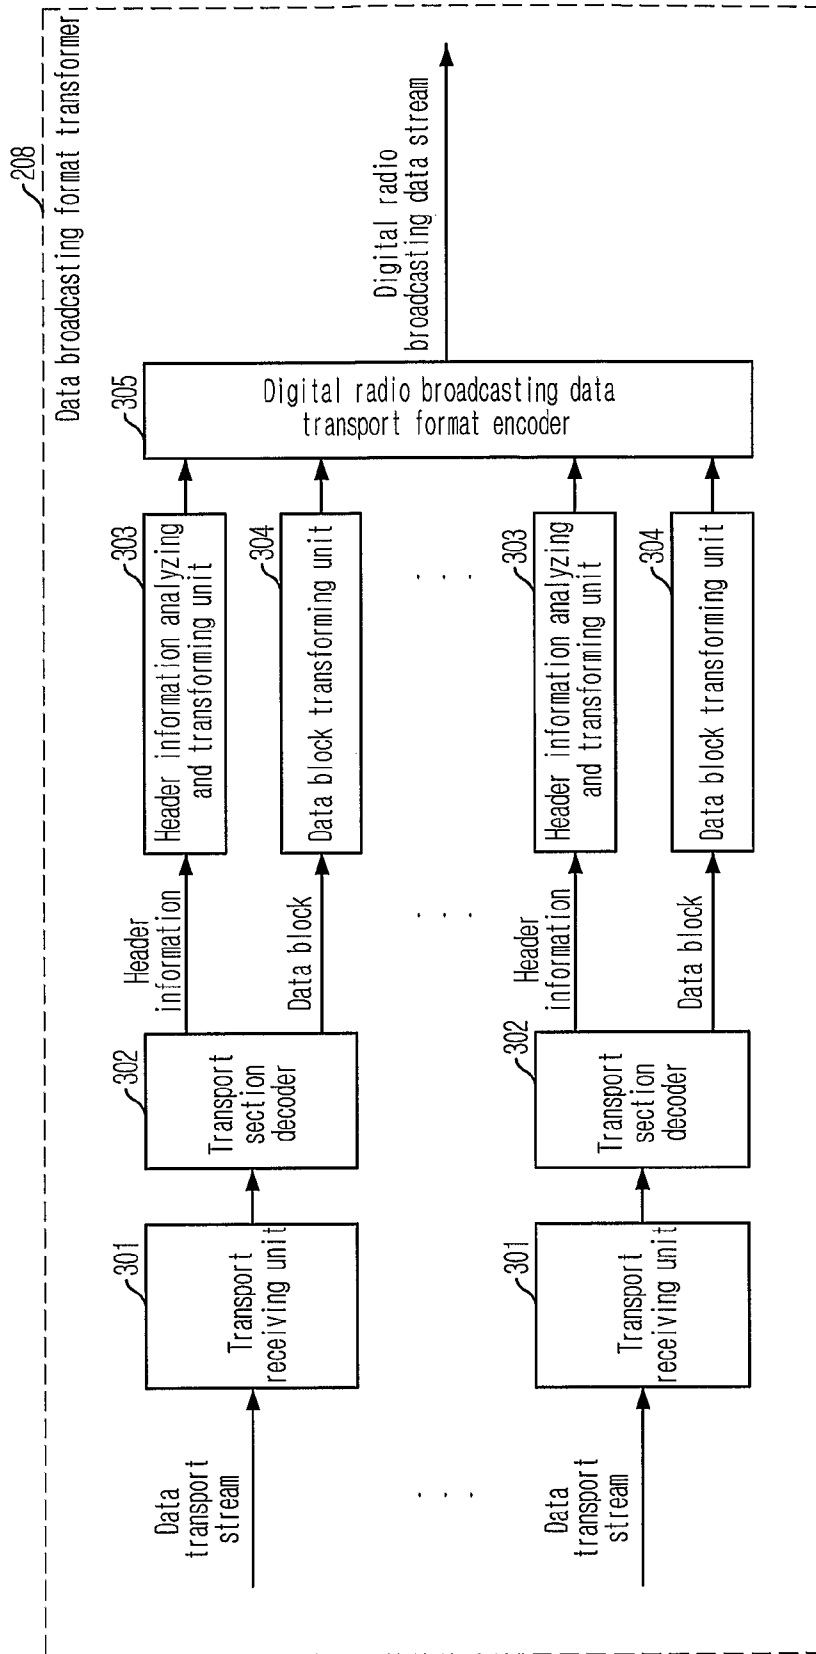 208
Data broadcasting format transformer
Data
transport
stream
301
Transport
receiving unit
302
Transport
section
decoder
Header
information
Data block
303
Header information analyzing
and transforming unit
304
Data block transforming unit
305
Digital radio broadcasting data
transport format encoder
Digital radio
broadcasting data stream
. . .
. . .
. . .
Data
transport
stream
301
Transport
receiving unit
302
Transport
section
decoder
Header
information
Data block
303
Header information analyzing
and transforming unit
304
Data block transforming unit